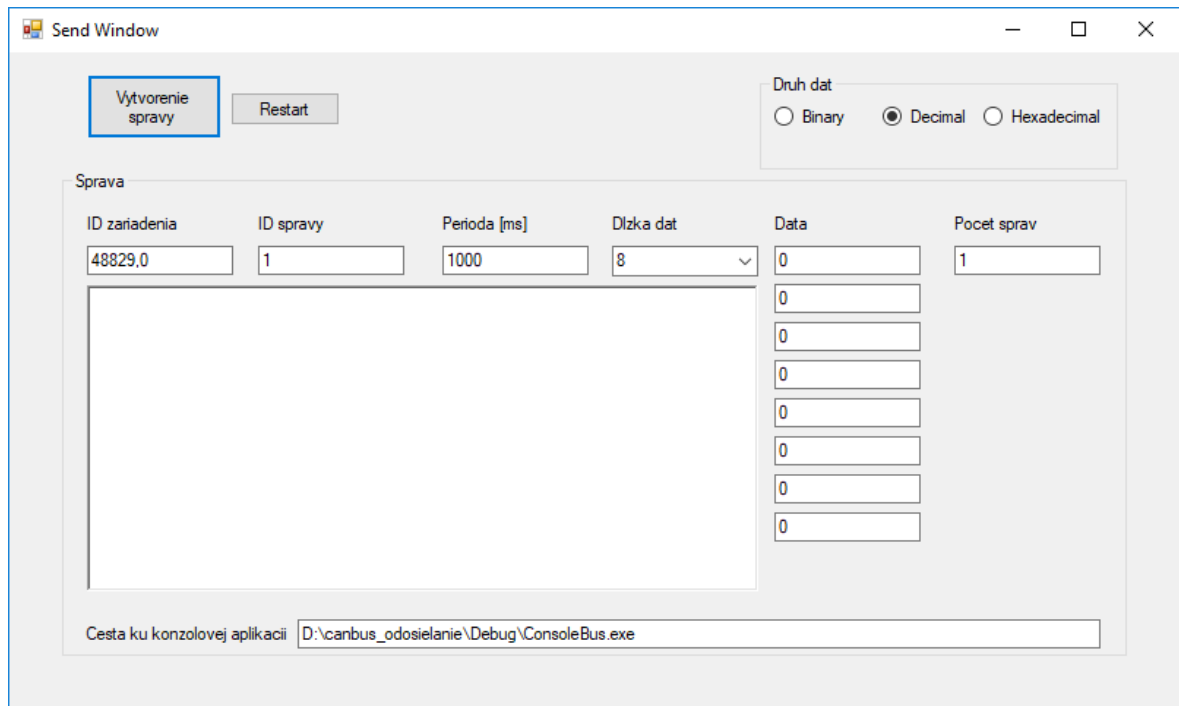 Send Window
Vytvorenie
spravy
Restart
Druh dat
Binary
Decimal
Hexadecimal
Sprava
ID zariadenia
ID spravy
Perioda [ms]
Dlzka dat
Data
Pocet sprav
48829,0
1
1000
8
0
1
0
0
0
0
0
0
0
Cesta ku konzolovej aplikacii
D:\canbus_odosielanie\Debug\ConsoleBus.exe